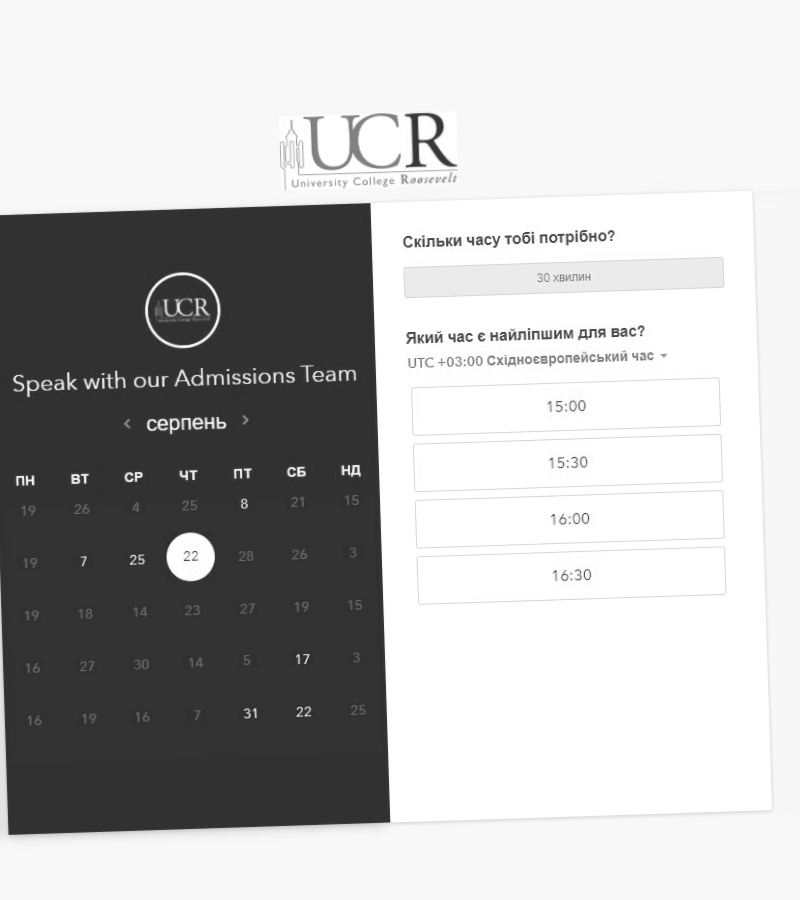 UCR
University College Roosevelt
UCR
Speak with our Admissions Team
серпень
ПН ВТ СР ЧТ ПТ СБ НД
19 26 4 25 8 21 15
19 7 25 22 28 26 3
19 18 14 23 27 19 15
16 27 30 14 5 17 3
16 19 16 7 31 22 25
Скільки часу тобі потрібно?
30 хвилин
Який час є найліпшим для вас?
UTC +03:00 Східноєвропейський час
15:00
15:30
16:00
16:30